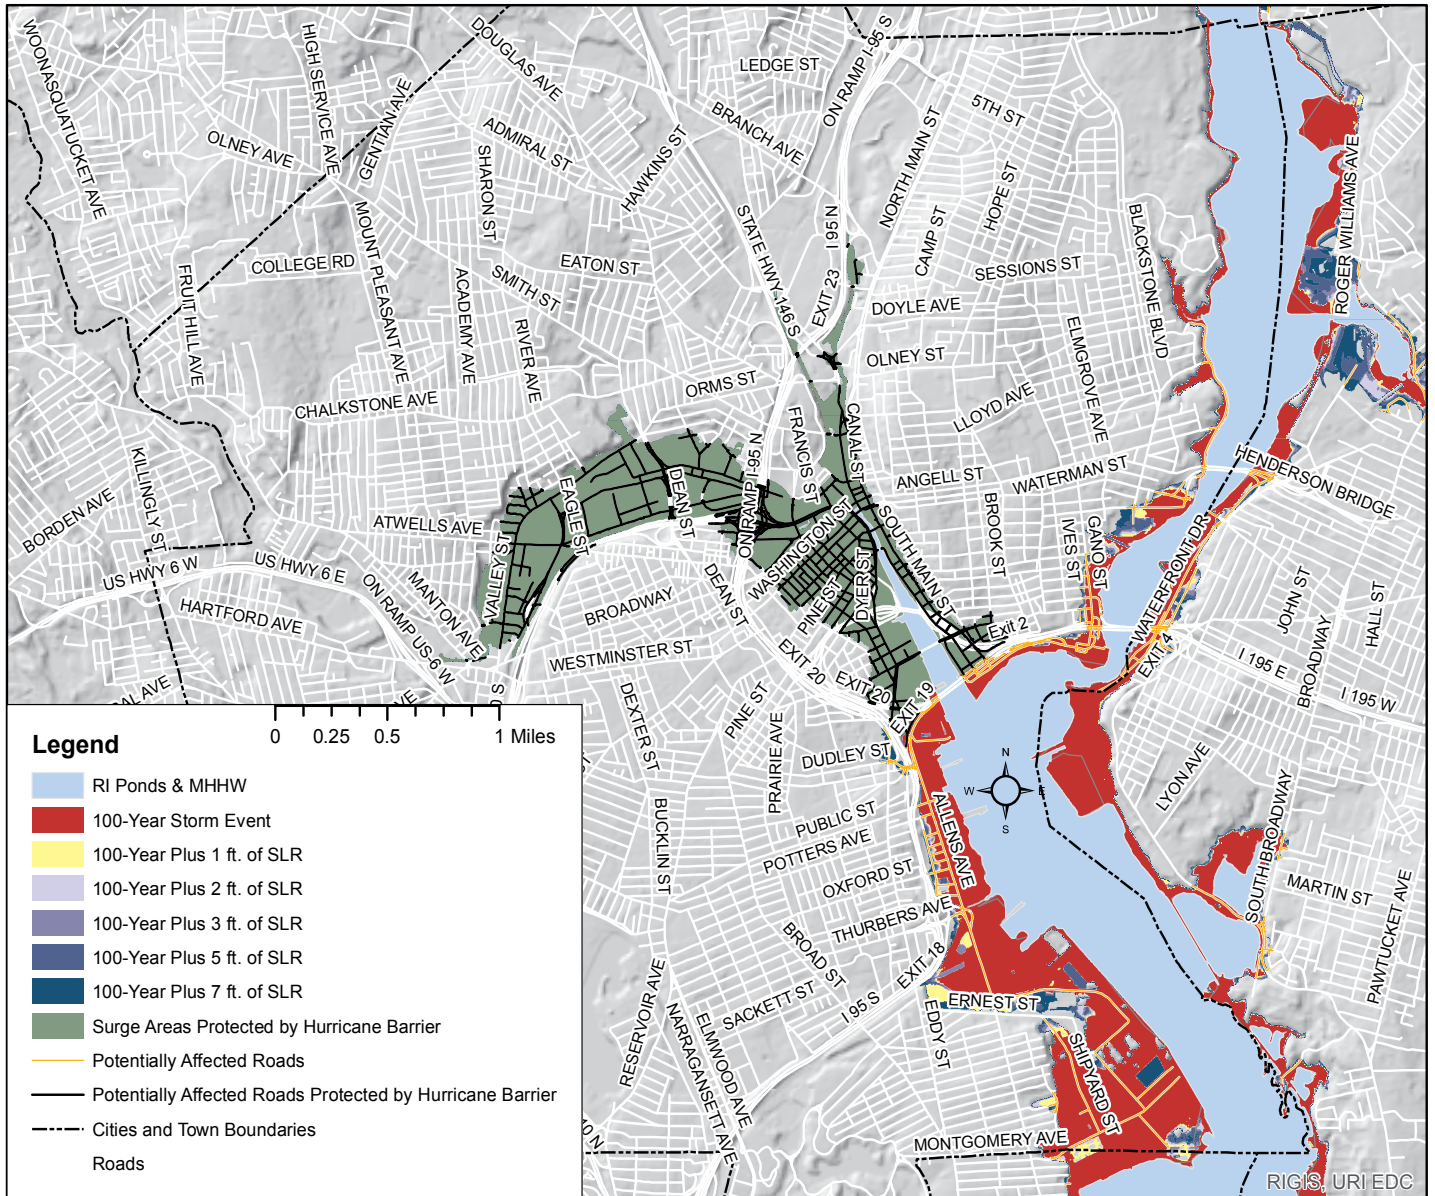 WOONASQUATUCKET AVE
HIGH SERVICE AVE
GENTIAN AVE
DOUGLAS AVE
LEDGE ST
ON RAMP I-95 S
OLNEY AVE
ADMIRAL ST
SHARON ST
HAWKINS ST
BRANCH AVE
5TH ST
NORTH MAIN ST
HOPE ST
CAMP ST
BLACKSTONE BLVD
ROGER WILLIAMS AVE
MOUNT PLEASANT AVE
COLLEGE RD
FRUIT HILL AVE
ACADEMY AVE
SMITH ST
EATON ST
STATE HWY 146 S
I 95 N
EXIT 23
SESSIONS ST
DOYLE AVE
RIVER AVE
ELMGROVE AVE
OLNEY ST
ORMS ST
CHALKSTONE AVE
LLOYD AVE
FRANCIS ST
CANAL ST
KILLINGLY ST
BORDEN AVE
ATWELLS AVE
EAGLE ST
DEAN ST
ON RAMP I-95 N
ANGELL ST
WATERMAN ST
HENDERSON BRIDGE
WASHINGTON ST
SOUTH MAIN ST
BROOK ST
IVES ST
GANO ST
WATERFRONT DR
US HWY 6 W
US HWY 6 E
HARTFORD AVE
ON RAMP US-6 W
MANTON AVE
VALLEY ST
BROADWAY
DEAN ST
PINE ST
DYER ST
Exit 2
JOHN ST
BROADWAY
HALL ST
EXIT 4
I 195 E
I 195 W
WESTMINSTER ST
EXIT 20
EXIT 20
EXIT 19
DEXTER ST
PINE ST
PRAIRIE AVE
DUDLEY ST
LYON AVE
SOUTH BROADWAY
BUCKLIN ST
PUBLIC ST
POTTERS AVE
ALLENS AVE
OXFORD ST
MARTIN ST
PAWTUCKET AVE
THURBERS AVE
BROAD ST
EXIT 18
SACKETT ST
I 95 S
ERNEST ST
EDDY ST
SHIPYARD ST
RESERVOIR AVE
NARRAGANSETT AVE
ELMWOOD AVE
MONTGOMERY AVE
N
W
E
S
0 0.25 0.5 1 Miles
Legend
RI Ponds & MHHW
100-Year Storm Event
100-Year Plus 1 ft. of SLR
100-Year Plus 2 ft. of SLR
100-Year Plus 3 ft. of SLR
100-Year Plus 5 ft. of SLR
100-Year Plus 7 ft. of SLR
Surge Areas Protected by Hurricane Barrier
Potentially Affected Roads
Potentially Affected Roads Protected by Hurricane Barrier
Cities and Town Boundaries
Roads
RIGIS, URI EDC